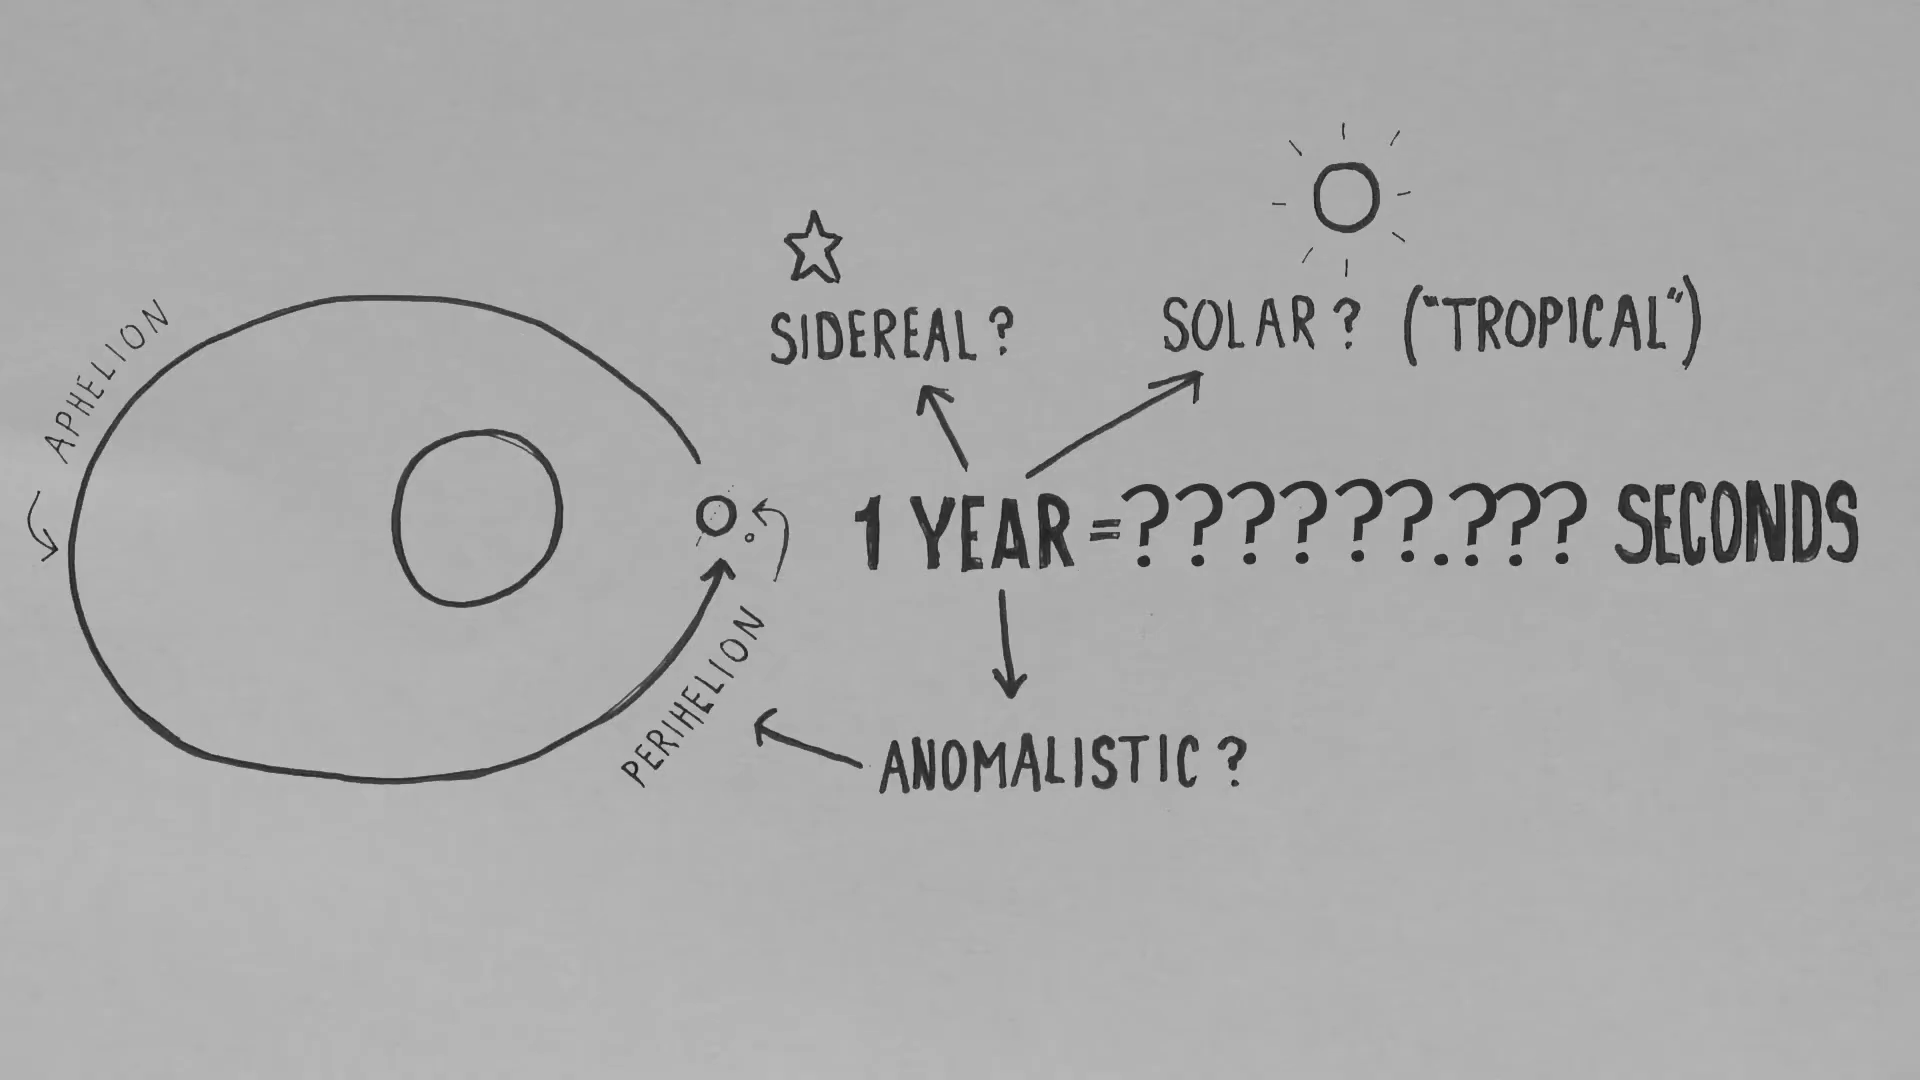 APHELION
SIDEREAL?
SOLAR? ("TROPICAL")
1 YEAR = ??????.??? SECONDS
PERIHELION
ANOMALISTIC?